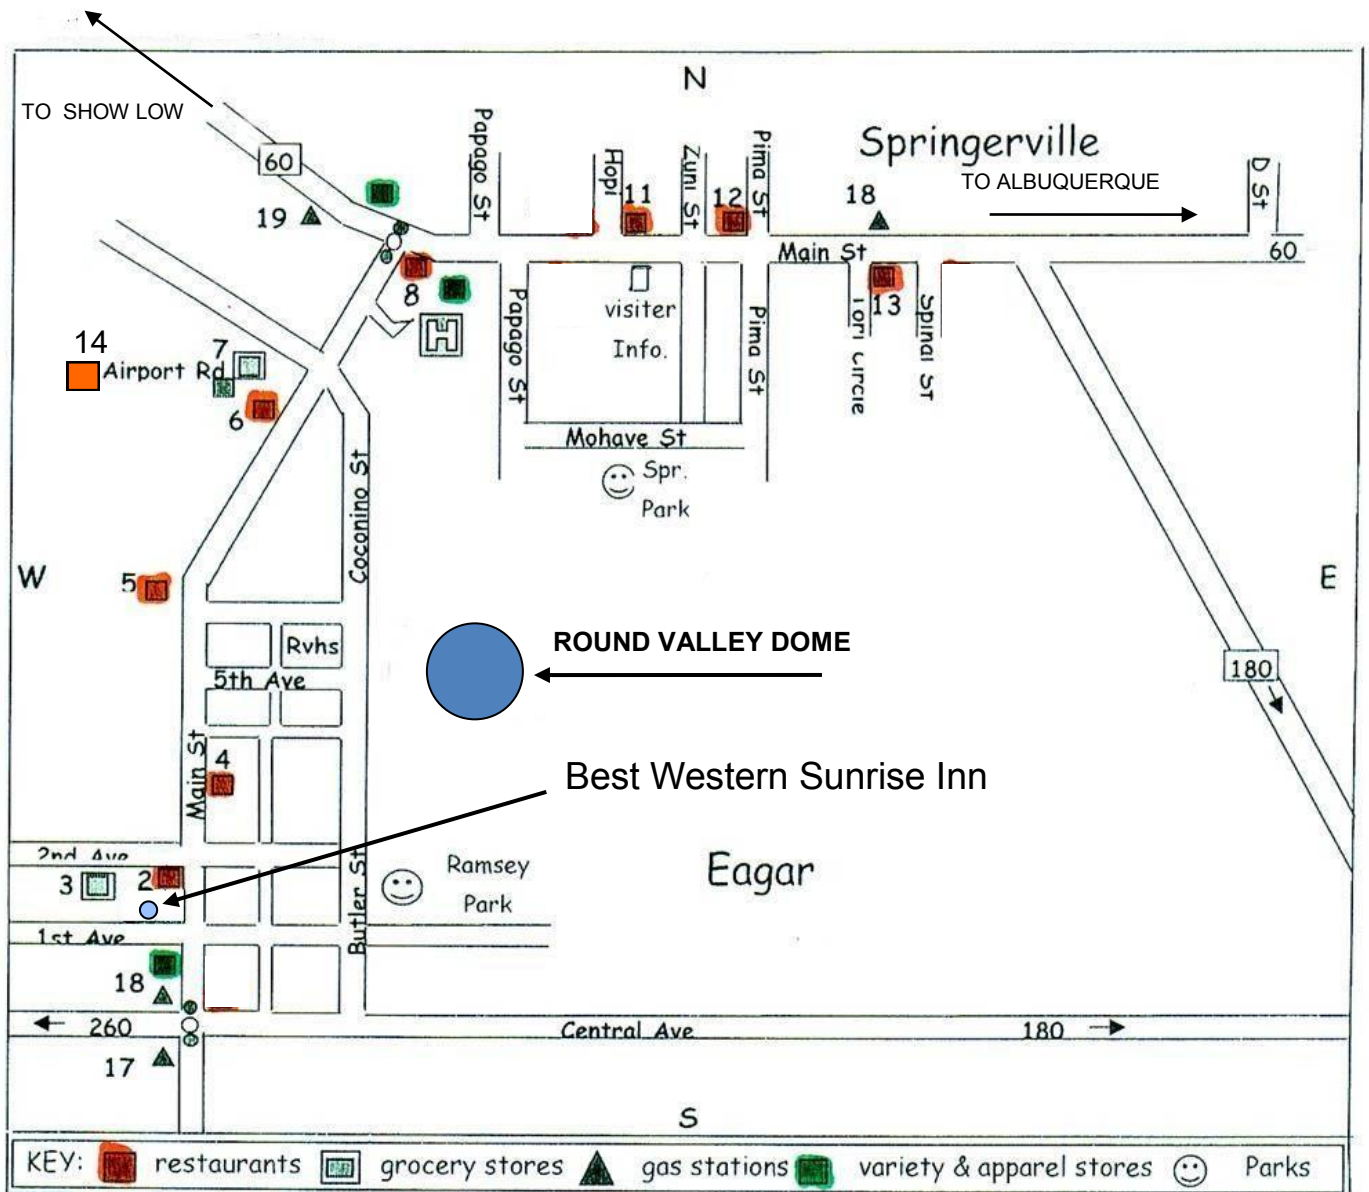 N
TO SHOW LOW
60
Papago St
Hopi
Zuni St
Pima St
Springerville
TO ALBUQUERQUE
D St
19
11
12
18
Main St
60
8
H
visiter
Info.
Papago St
Pima St
13
Tori Circle
Spinal St
14
Airport Rd
7
6
Mohave St
Spr.
Park
Coconino St
W
5
E
Rvhs
5th Ave
ROUND VALLEY DOME
180
Main St
4
Best Western Sunrise Inn
2nd Ave
3
2
Butler St
Ramsey
Park
Eagar
1st Ave
18
260
Central Ave
180
17
S
KEY: restaurants grocery stores gas stations variety & apparel stores Parks